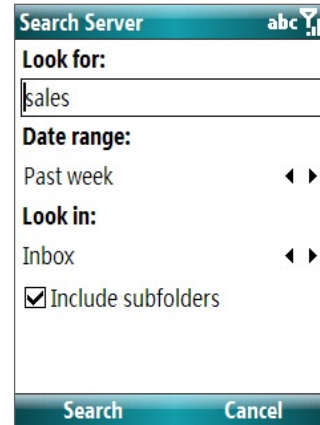 Search Server abc
Look for:
sales
Date range:
Past week
Look in:
Inbox
Include subfolders
Search Cancel